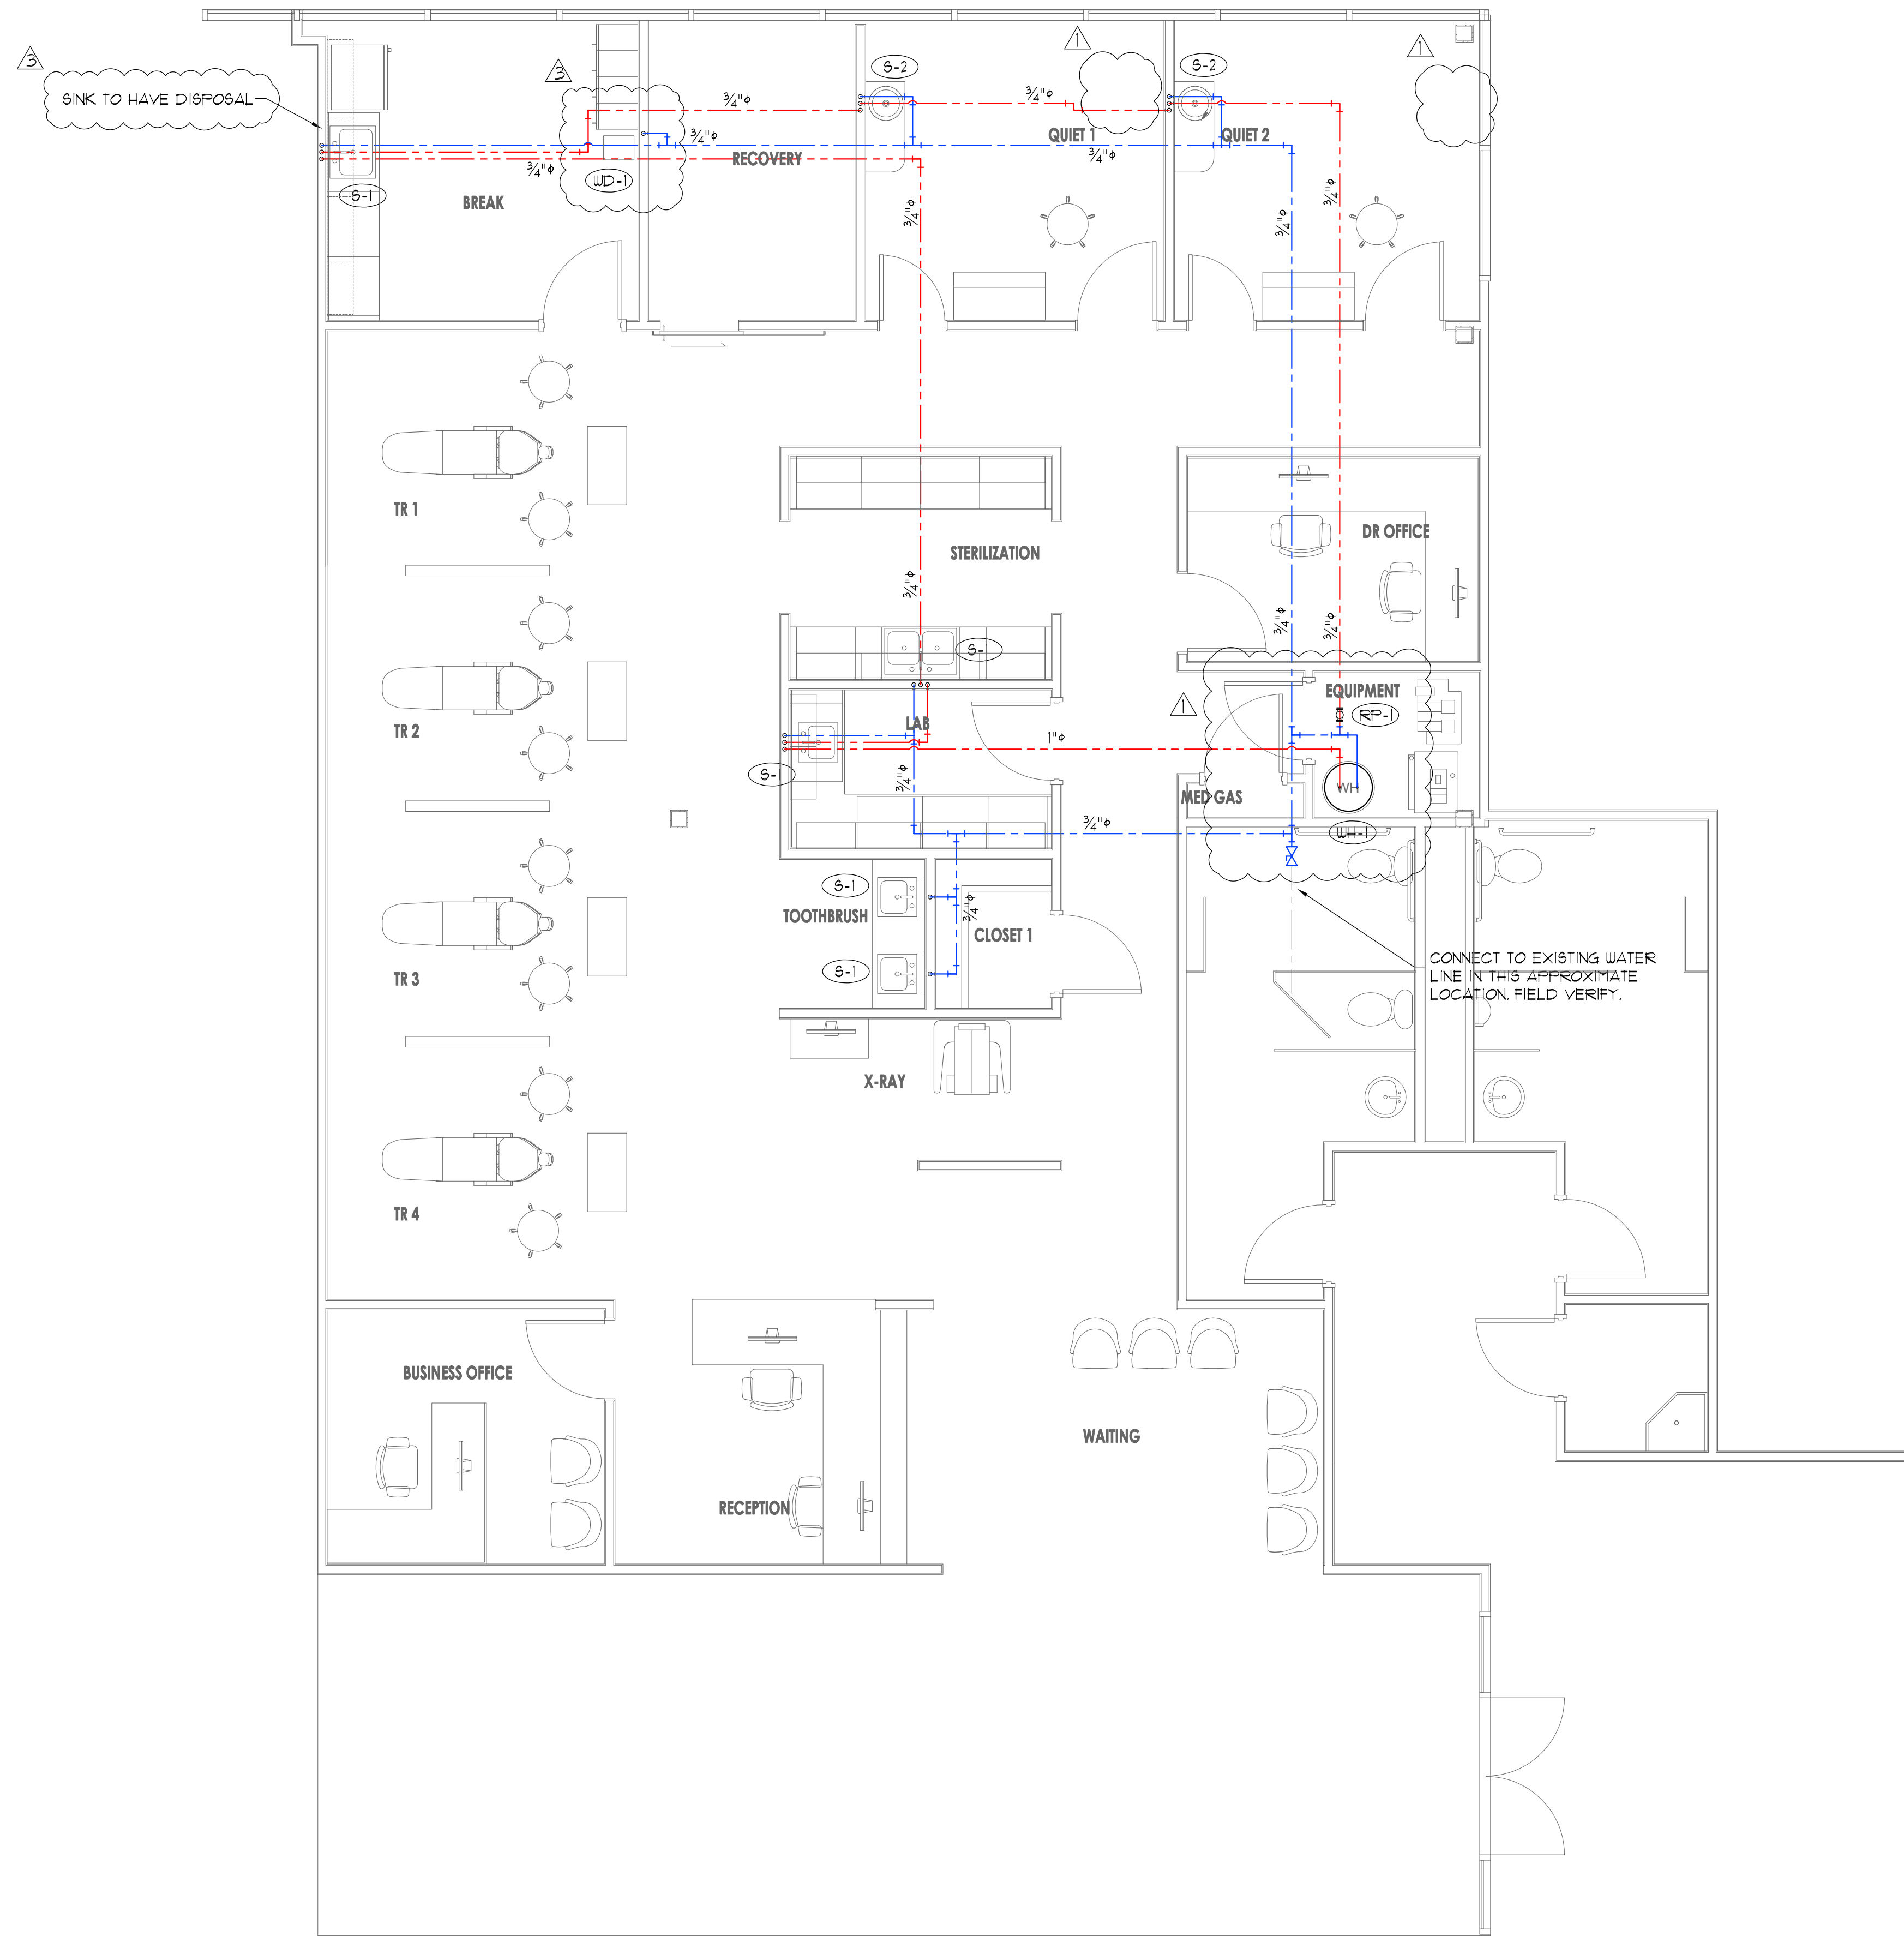 3
SINK TO HAVE DISPOSAL
3
1
1
S-2
S-2
3/4"ϕ
3/4"ϕ
3/4"ϕ
QUIET 1
QUIET 2
RECOVERY
3/4"ϕ
3/4"ϕ
WD-1
S-1
BREAK
3/4"ϕ
3/4"ϕ
3/4"ϕ
TR 1
DR OFFICE
STERILIZATION
3/4"ϕ
3/4"ϕ
3/4"ϕ
S-1
EQUIPMENT
1
RP-1
LAB
TR 2
1"ϕ
S-1
3/4"ϕ
WH
MED GAS
3/4"ϕ
WH-1
S-1
TOOTHBRUSH
3/4"ϕ
CLOSET 1
S-1
TR 3
CONNECT TO EXISTING WATER
LINE IN THIS APPROXIMATE
LOCATION. FIELD VERIFY.
X-RAY
TR 4
BUSINESS OFFICE
WAITING
RECEPTION